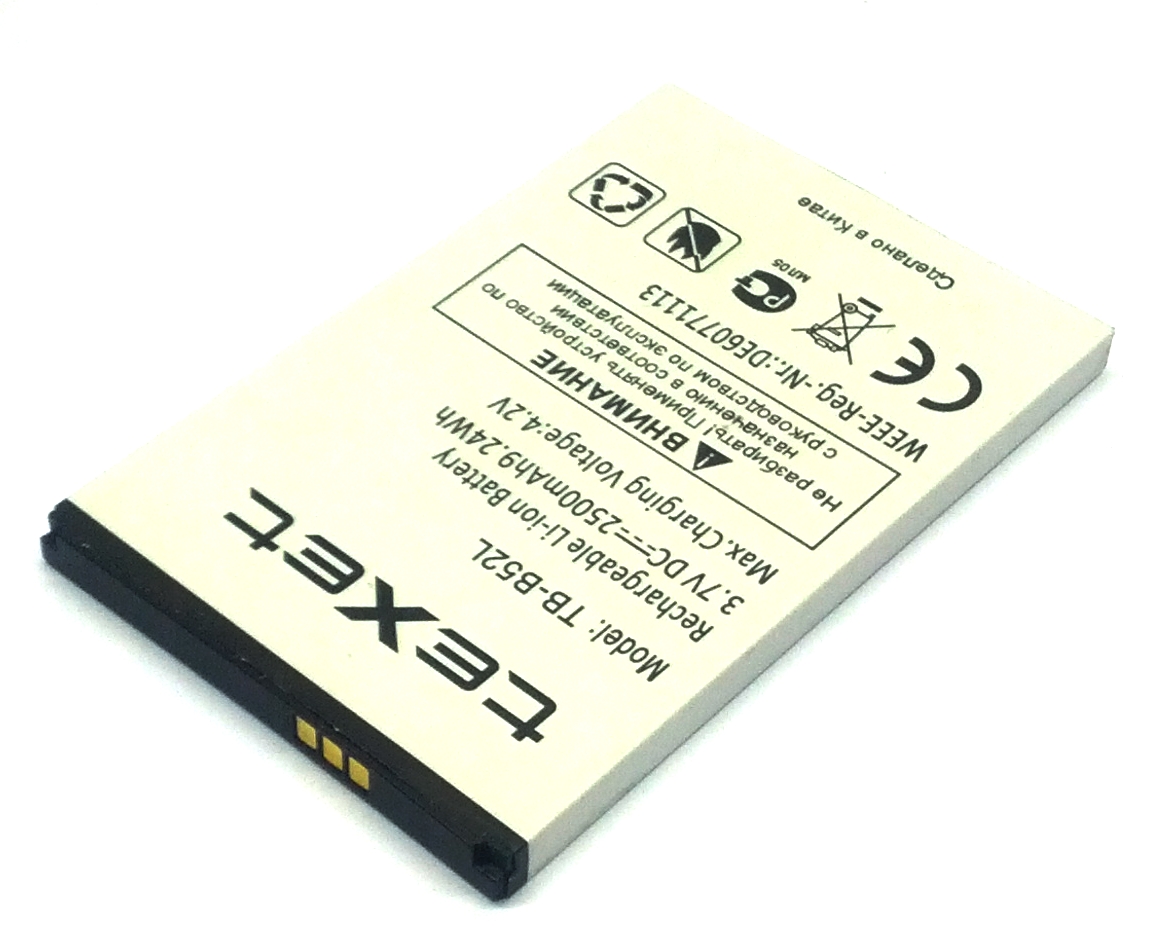 teXet
Model: TB-B52L
Rechargeable Li-ion Battery
3.7V DC⎓2500mAh9.24Wh
Max. Charging Voltage:4.2V
ВНИМАНИЕ
Не разбирать! Применять устройство по
назначению в соответствии
с руководством по эксплуатации
WEEE-Reg.-Nr.:DE60771113
CE
РСТ
МЛ05
Сделано в Китае